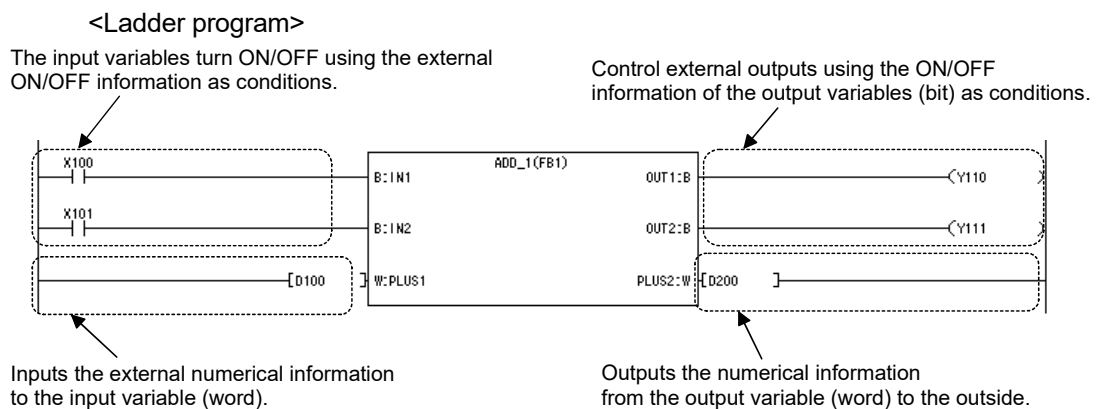 <Ladder program>
The input variables turn ON/OFF using the external
ON/OFF information as conditions.
Control external outputs using the ON/OFF
information of the output variables (bit) as conditions.
X100
ADD_1(FB1)
B:IN1
OUT1:B
(Y110 )
X101
B:IN2
OUT2:B
(Y111 )
[D100 ]
W:PLUS1
PLUS2:W
[D200 ]
Inputs the external numerical information
to the input variable (word).
Outputs the numerical information
from the output variable (word) to the outside.